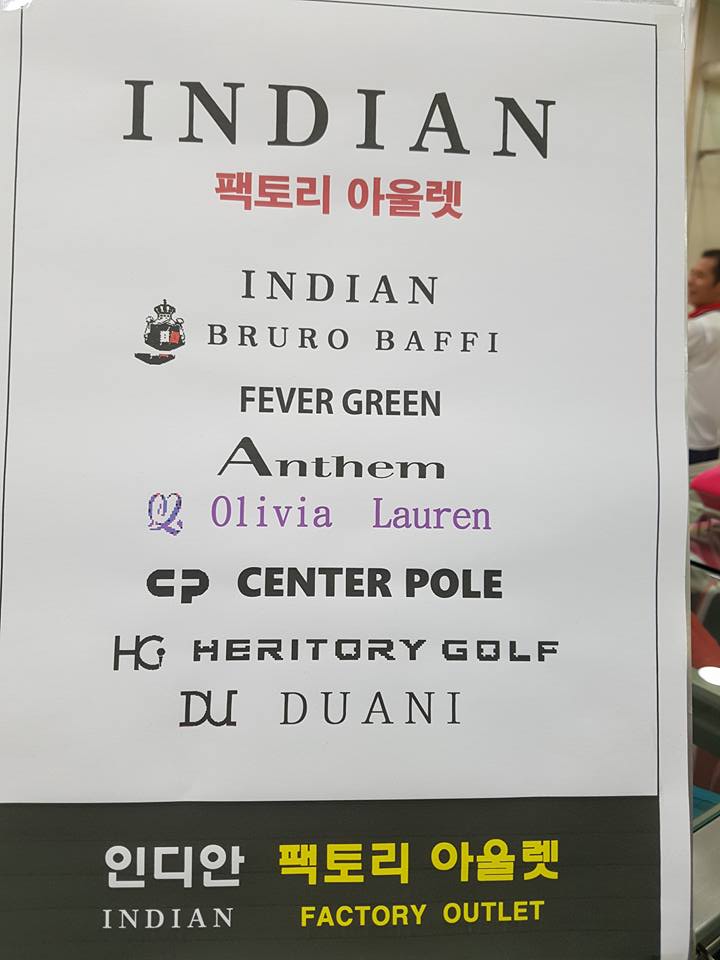 INDIAN
팩토리 아울렛
INDIAN
BRURO BAFFI
FEVER GREEN
Anthem
Olivia Lauren
CP CENTER POLE
HG HERITORY GOLF
DU DUANI
인디안 팩토리 아울렛
INDIAN FACTORY OUTLET